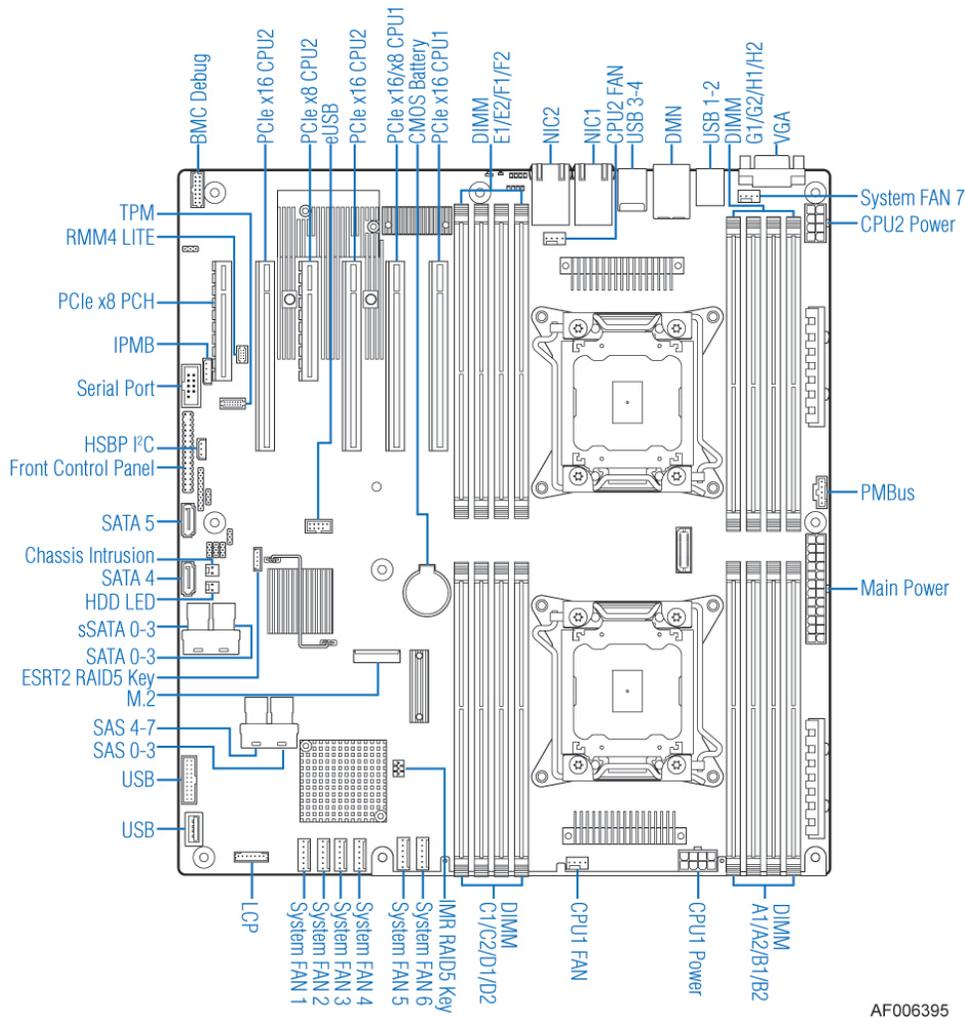 BMC Debug
PCIe x16 CPU2
PCIe x8 CPU2
eUSB
PCIe x16 CPU2
PCIe x16/x8 CPU1
CMOS Battery
PCIe x16 CPU1
DIMM
E1/E2/F1/F2
NIC2
NIC1
CPU2 FAN
USB 3-4
DMN
USB 1-2
DIMM
G1/G2/H1/H2
VGA
System FAN 7
CPU2 Power
PMBus
Main Power
TPM
RMM4 LITE
PCIe x8 PCH
IPMB
Serial Port
HSBP I²C
Front Control Panel
SATA 5
Chassis Intrusion
SATA 4
HDD LED
sSATA 0-3
SATA 0-3
ESRT2 RAID5 Key
M.2
SAS 4-7
SAS 0-3
USB
USB
LCP
System FAN 1
System FAN 2
System FAN 3
System FAN 4
System FAN 5
System FAN 6
IMR RAID5 Key
DIMM
C1/C2/D1/D2
CPU1 FAN
CPU1 Power
DIMM
A1/A2/B1/B2
AF006395